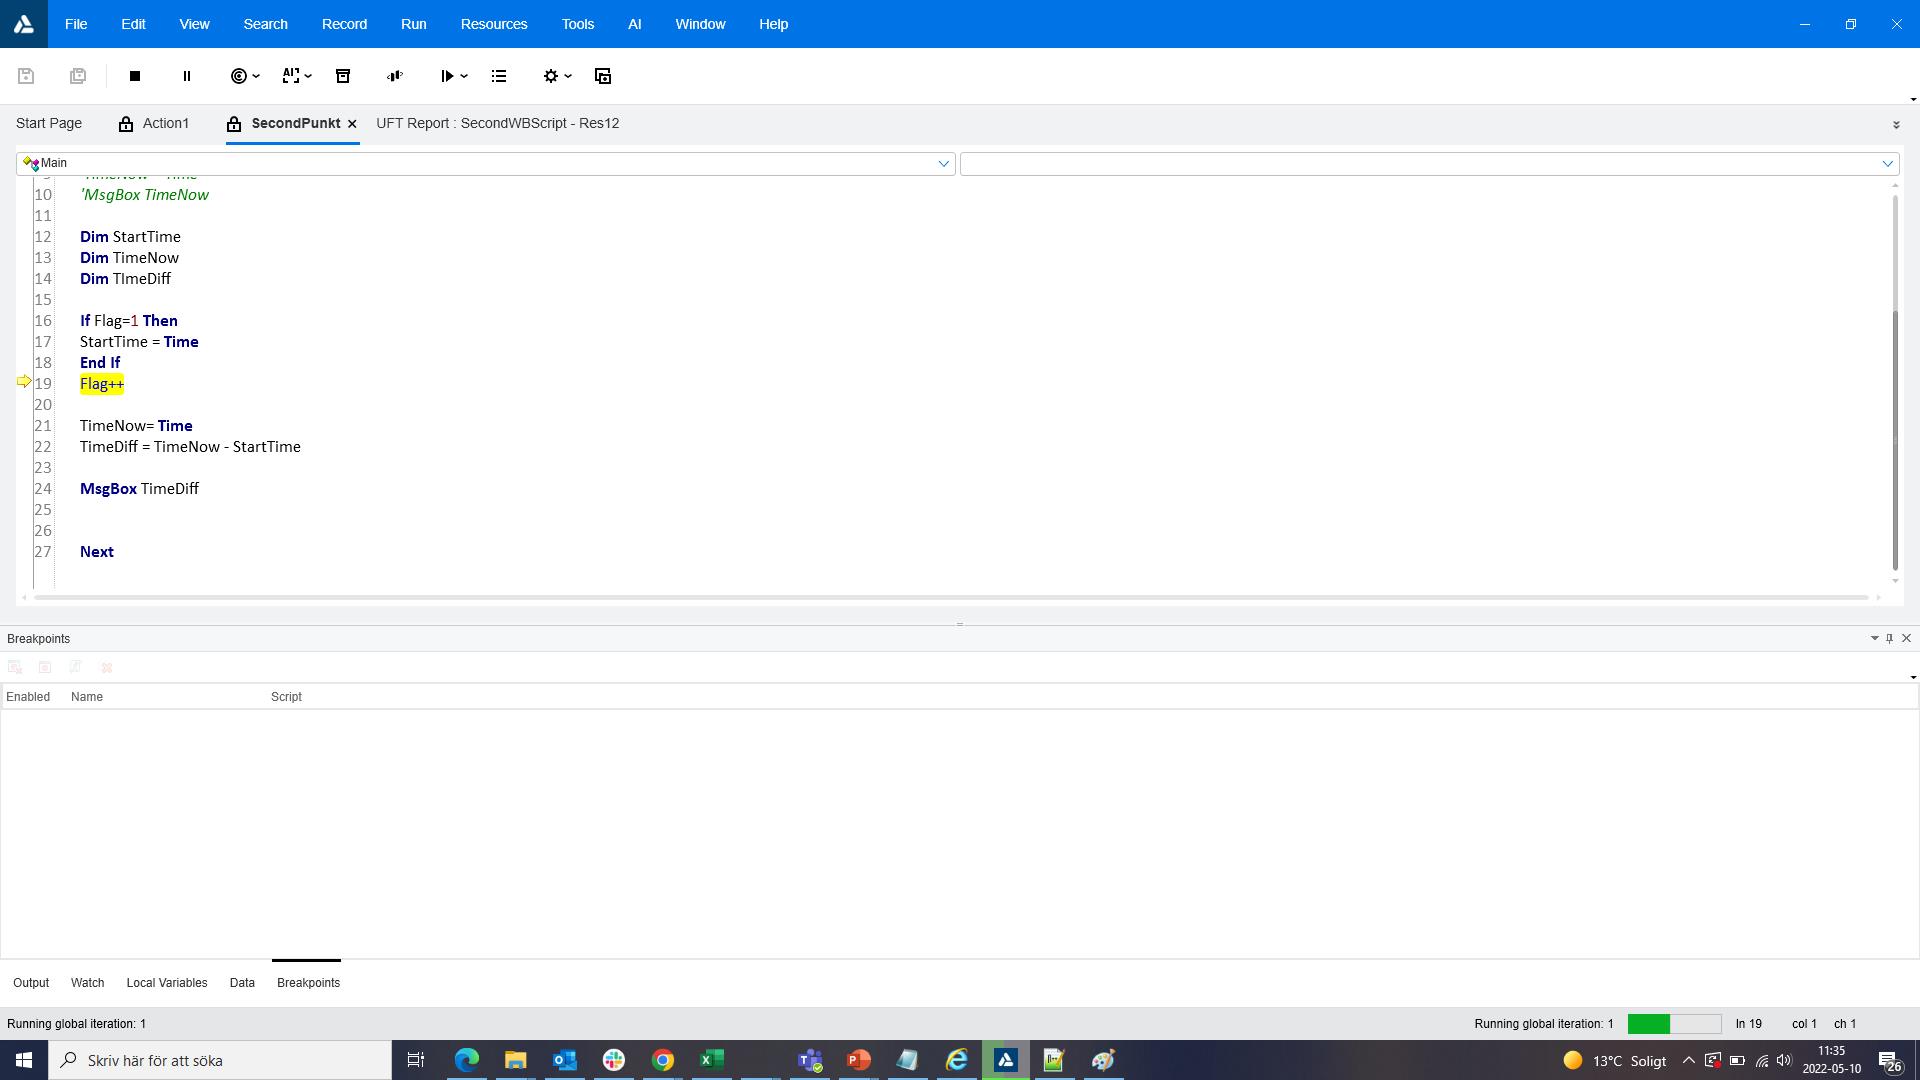 File Edit View Search Record Run Resources Tools AI Window Help
AI
Start Page Action1 SecondPunkt UFT Report : SecondWBScript - Res12
Main
9 'TimeNow = Time
10 'MsgBox TimeNow
11
12 Dim StartTime
13 Dim TimeNow
14 Dim TImeDiff
15
16 If Flag=1 Then
17 StartTime = Time
18 End If
19 Flag++
20
21 TimeNow= Time
22 TimeDiff = TimeNow - StartTime
23
24 MsgBox TimeDiff
25
26
27 Next
Breakpoints
Enabled Name Script
Output Watch Local Variables Data Breakpoints
Running global iteration: 1 Running global iteration: 1 ln 19 col 1 ch 1
Skriv här för att söka 13°C Soligt 11:35
2022-05-10 26